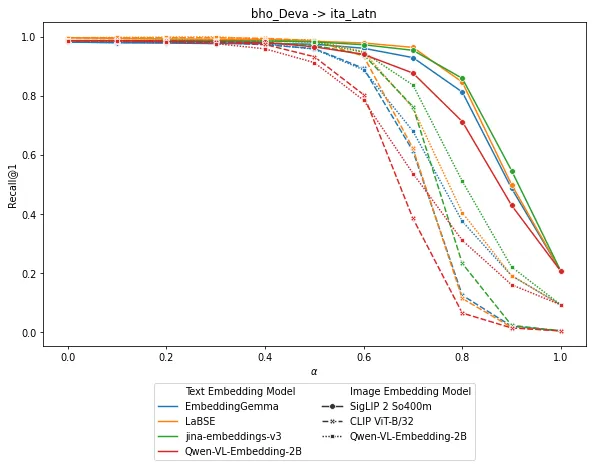 bho_Deva -> ita_Latn
1.0
0.8
0.6
0.4
0.2
0.0
Recall@1
0.0 0.2 0.4 0.6 0.8 1.0
α
Text Embedding Model
EmbeddingGemma
LaBSE
jina-embeddings-v3
Qwen-VL-Embedding-2B
Image Embedding Model
SigLIP 2 So400m
CLIP ViT-B/32
Qwen-VL-Embedding-2B